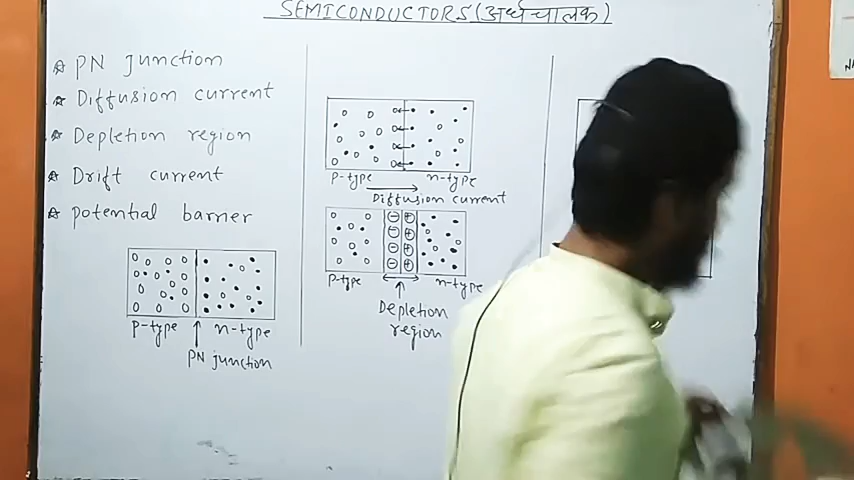 SEMICONDUCTORS (अर्धचालक)
☆ PN junction
☆ Diffusion current
☆ Depletion region
☆ Drift current
☆ potential barrier
P-type n-type
PN junction
P-type n-type
Diffusion current
P-type n-type
Depletion
region